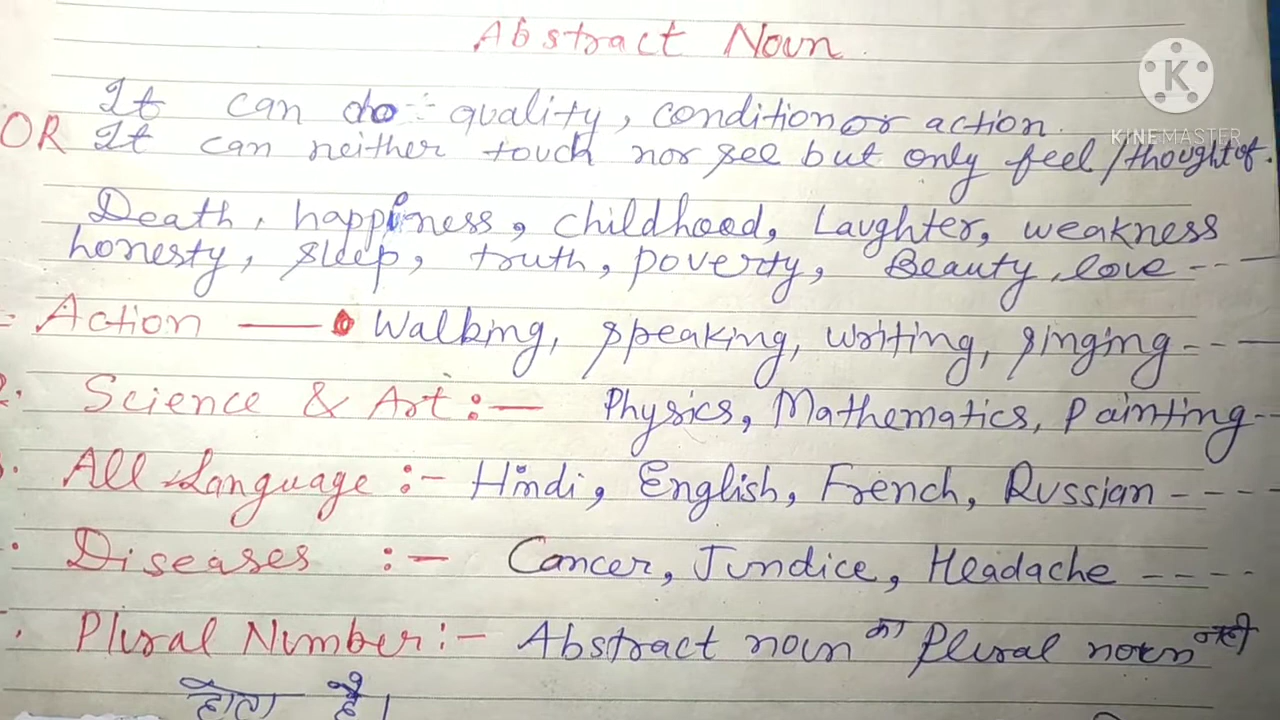 Abstract Noun
It can do :- quality, condition or action.
OR It can neither touch nor see but only feel/thought of.
Death, happiness, childhood, Laughter, weakness
honesty, sleep, truth, poverty, Beauty, love ---
Action — Walking, speaking, writing, singing ---
2. Science & Art :— Physics, Mathematics, Painting --
All Language :- Hindi, English, French, Russian ----
Diseases :- Cancer, Jundice, Headache ----
Plural Number :- Abstract noun का Plural noun नही
होता है।
K
KINEMASTER